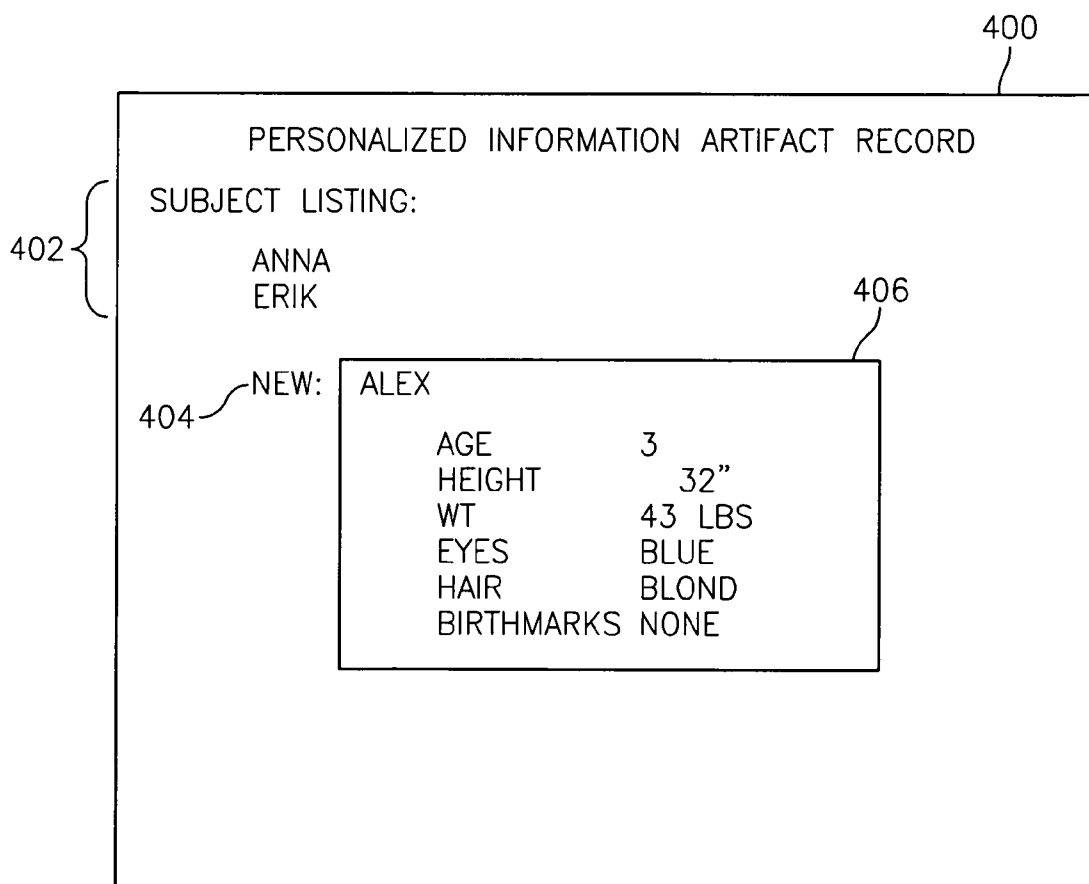 400
PERSONALIZED INFORMATION ARTIFACT RECORD
SUBJECT LISTING:
402
ANNA
ERIK
406
NEW: ALEX
404
AGE 3
HEIGHT 32”
WT 43 LBS
EYES BLUE
HAIR BLOND
BIRTHMARKS NONE